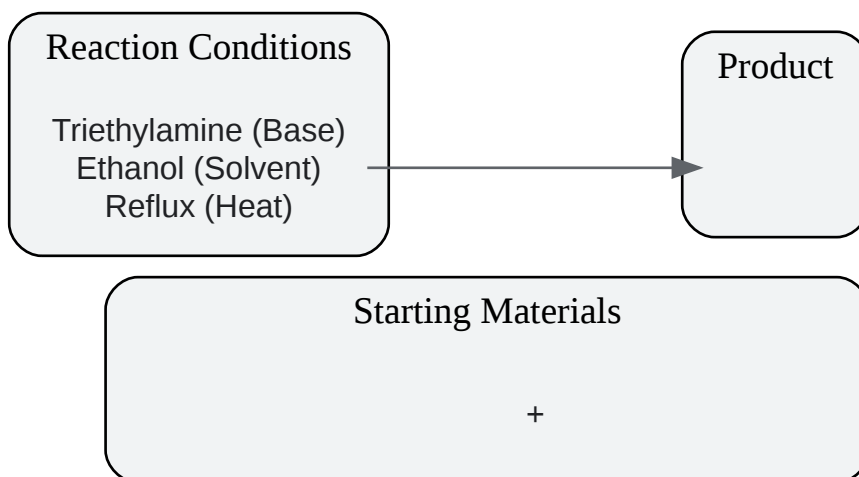 Reaction Conditions
Triethylamine (Base)
Ethanol (Solvent)
Reflux (Heat)
Product
Starting Materials
+